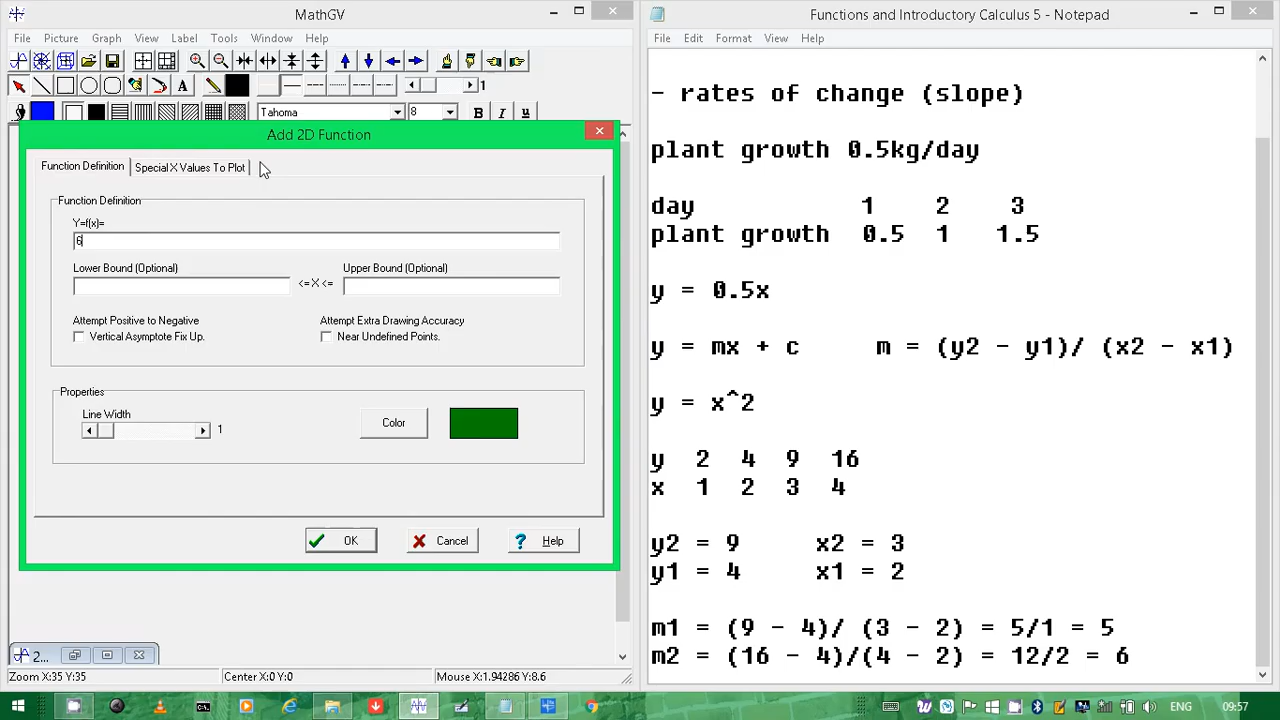 MathGV
File Picture Graph View Label Tools Window Help
1
Tahoma 8 B I u
Add 2D Function
Function Definition Special X Values To Plot
Function Definition
Y=f(x)=
6
Lower Bound (Optional) Upper Bound (Optional)
<=X<=
Attempt Positive to Negative Attempt Extra Drawing Accuracy
Vertical Asymptote Fix Up. Near Undefined Points.
Properties
Line Width
1
Color
OK Cancel Help
2...
Zoom X:35 Y:35 Center X:0 Y:0 Mouse X:1.94286 Y:8.6
Functions and Introductory Calculus 5 - Notepad
File Edit Format View Help
- rates of change (slope)
plant growth 0.5kg/day
day 1 2 3
plant growth 0.5 1 1.5
y = 0.5x
y = mx + c m = (y2 - y1)/ (x2 - x1)
y = x^2
y 2 4 9 16
x 1 2 3 4
y2 = 9 x2 = 3
y1 = 4 x1 = 2
m1 = (9 - 4)/ (3 - 2) = 5/1 = 5
m2 = (16 - 4)/(4 - 2) = 12/2 = 6
ENG 09:57